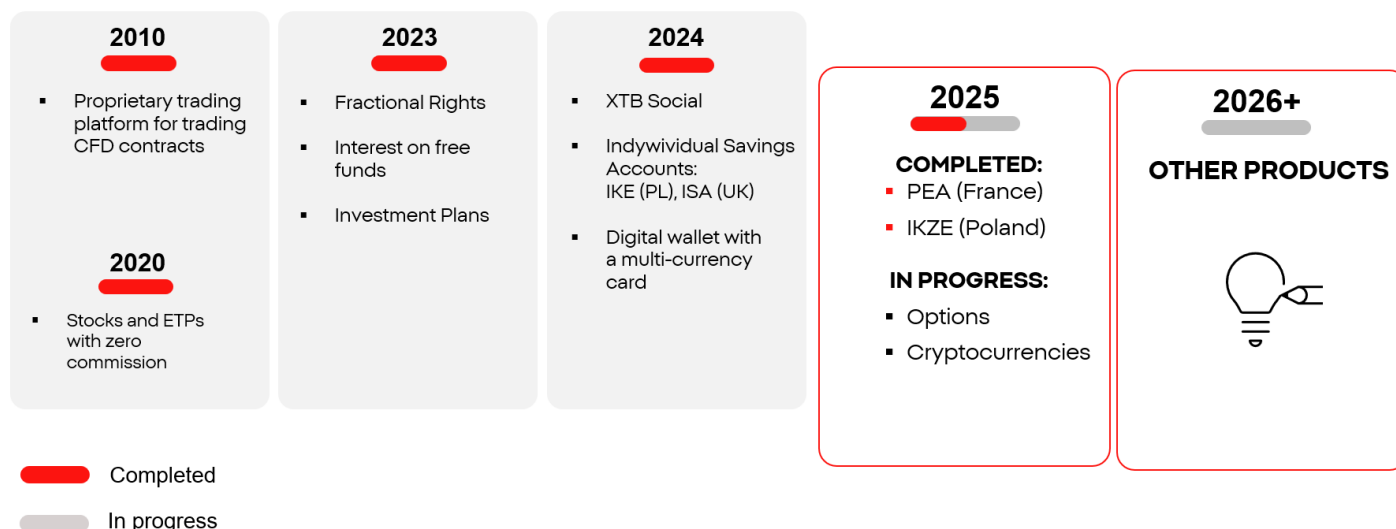 2010
▪ Proprietary trading
platform for trading
CFD contracts
2020
▪ Stocks and ETPs
with zero
commission
2023
▪ Fractional Rights
▪ Interest on free
funds
▪ Investment Plans
2024
▪ XTB Social
▪ Indywividual Savings
Accounts:
IKE (PL), ISA (UK)
▪ Digital wallet with
a multi-currency
card
2025
COMPLETED:
▪ PEA (France)
▪ IKZE (Poland)
IN PROGRESS:
▪ Options
▪ Cryptocurrencies
2026+
OTHER PRODUCTS
Completed
In progress